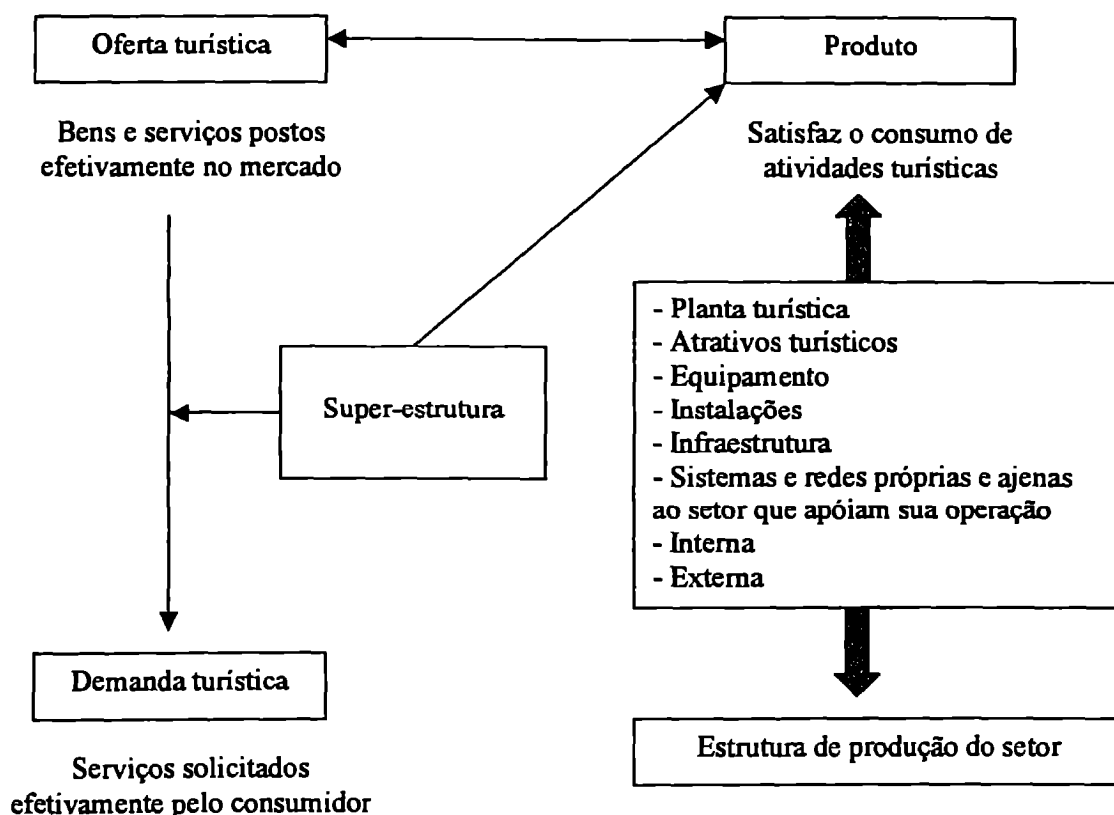 Oferta turística
Produto
Bens e serviços postos
efetivamente no mercado
Satisfaz o consumo de
atividades turísticas
- Planta turística
- Atrativos turísticos
- Equipamento
- Instalações
- Infraestrutura
- Sistemas e redes próprias e ajenas
ao setor que apóiam sua operação
- Interna
- Externa
Super-estrutura
Demanda turística
Serviços solicitados
efetivamente pelo consumidor
Estrutura de produção do setor